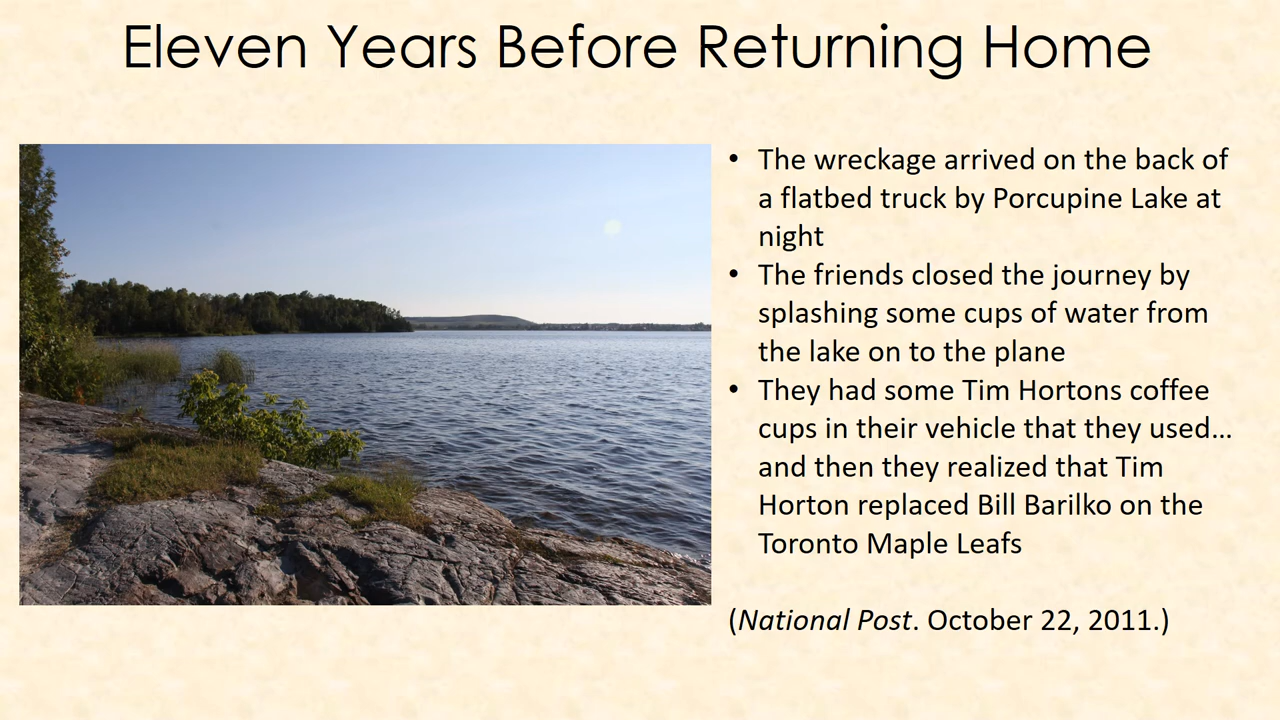 Eleven Years Before Returning Home
• The wreckage arrived on the back of
a flatbed truck by Porcupine Lake at
night
• The friends closed the journey by
splashing some cups of water from
the lake on to the plane
• They had some Tim Hortons coffee
cups in their vehicle that they used…
and then they realized that Tim
Horton replaced Bill Barilko on the
Toronto Maple Leafs
(National Post. October 22, 2011.)